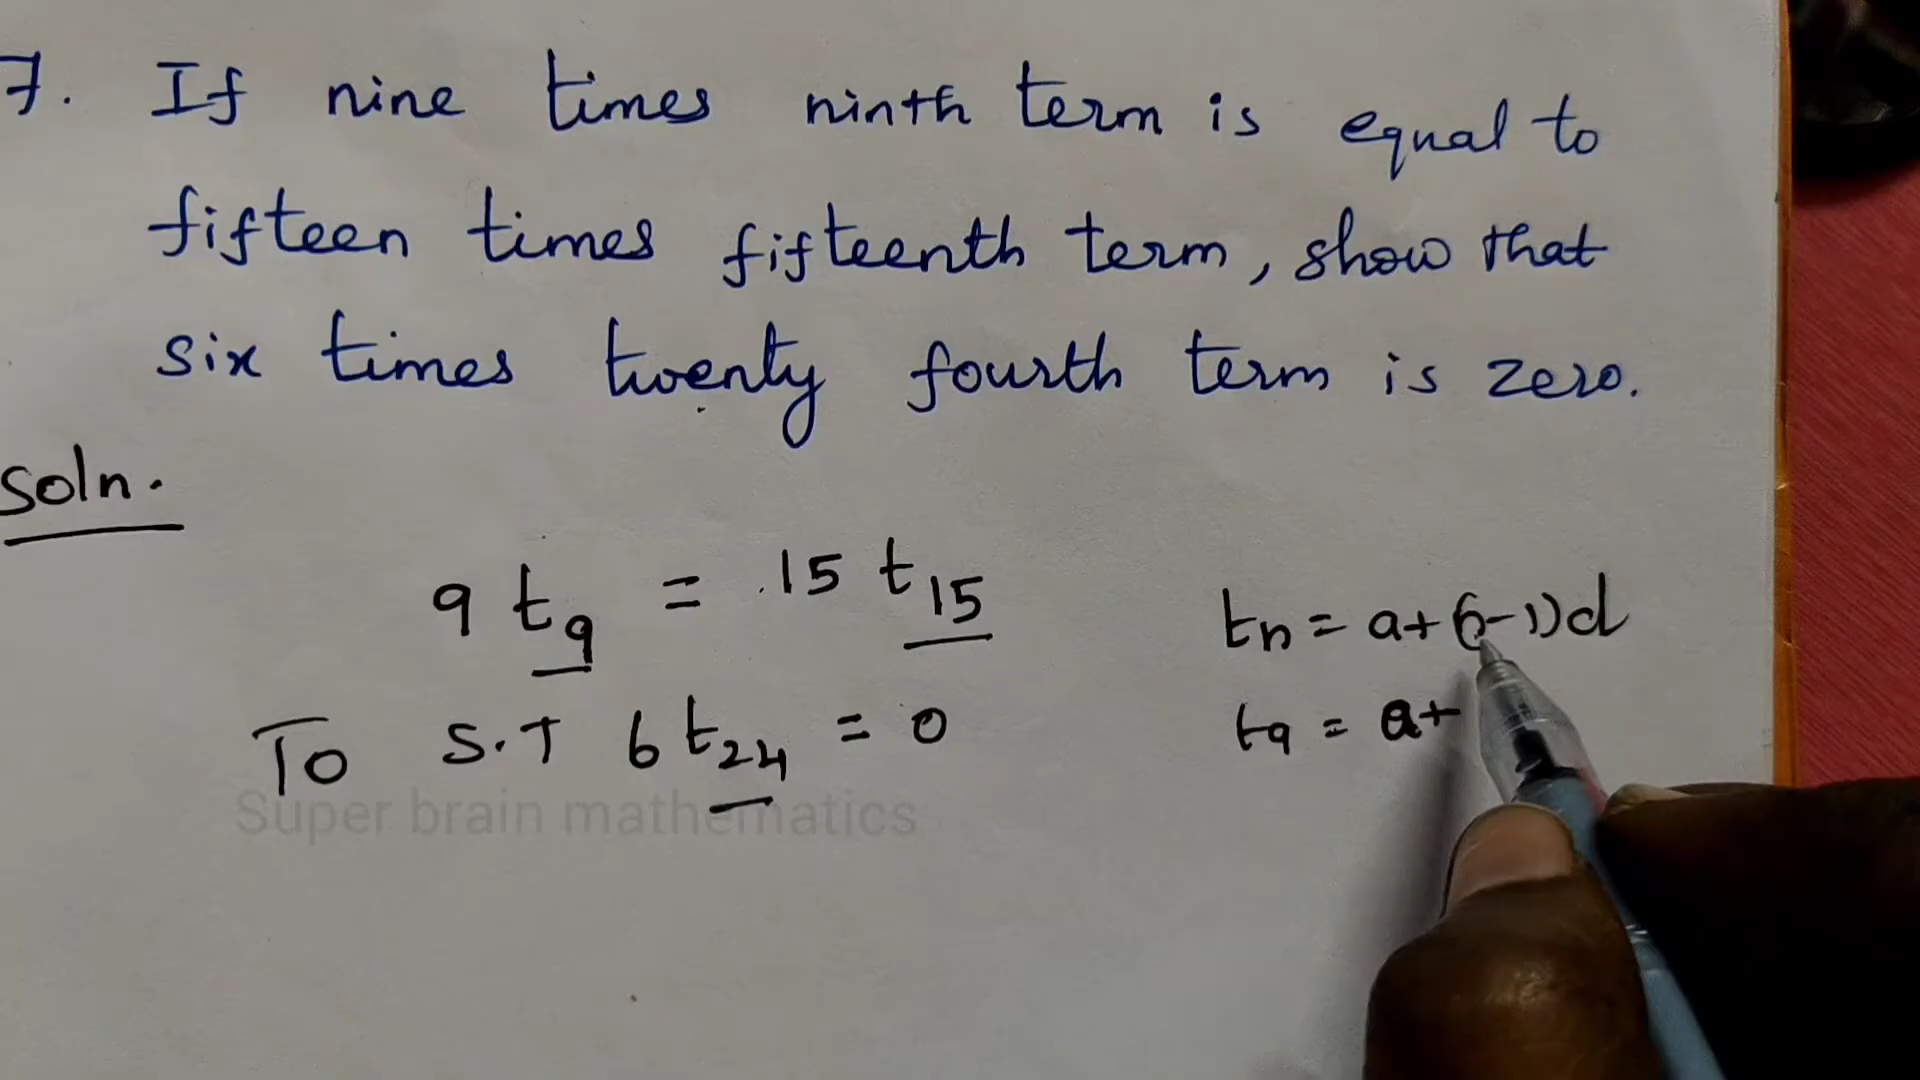 7. If nine times ninth term is equal to
fifteen times fifteenth term, show that
six times twenty fourth term is zero.
Soln.
9 t9 = 15 t15
tn = a+(n-1)d
t9 = a+
To S.T 6 t24 = 0
Super brain mathematics